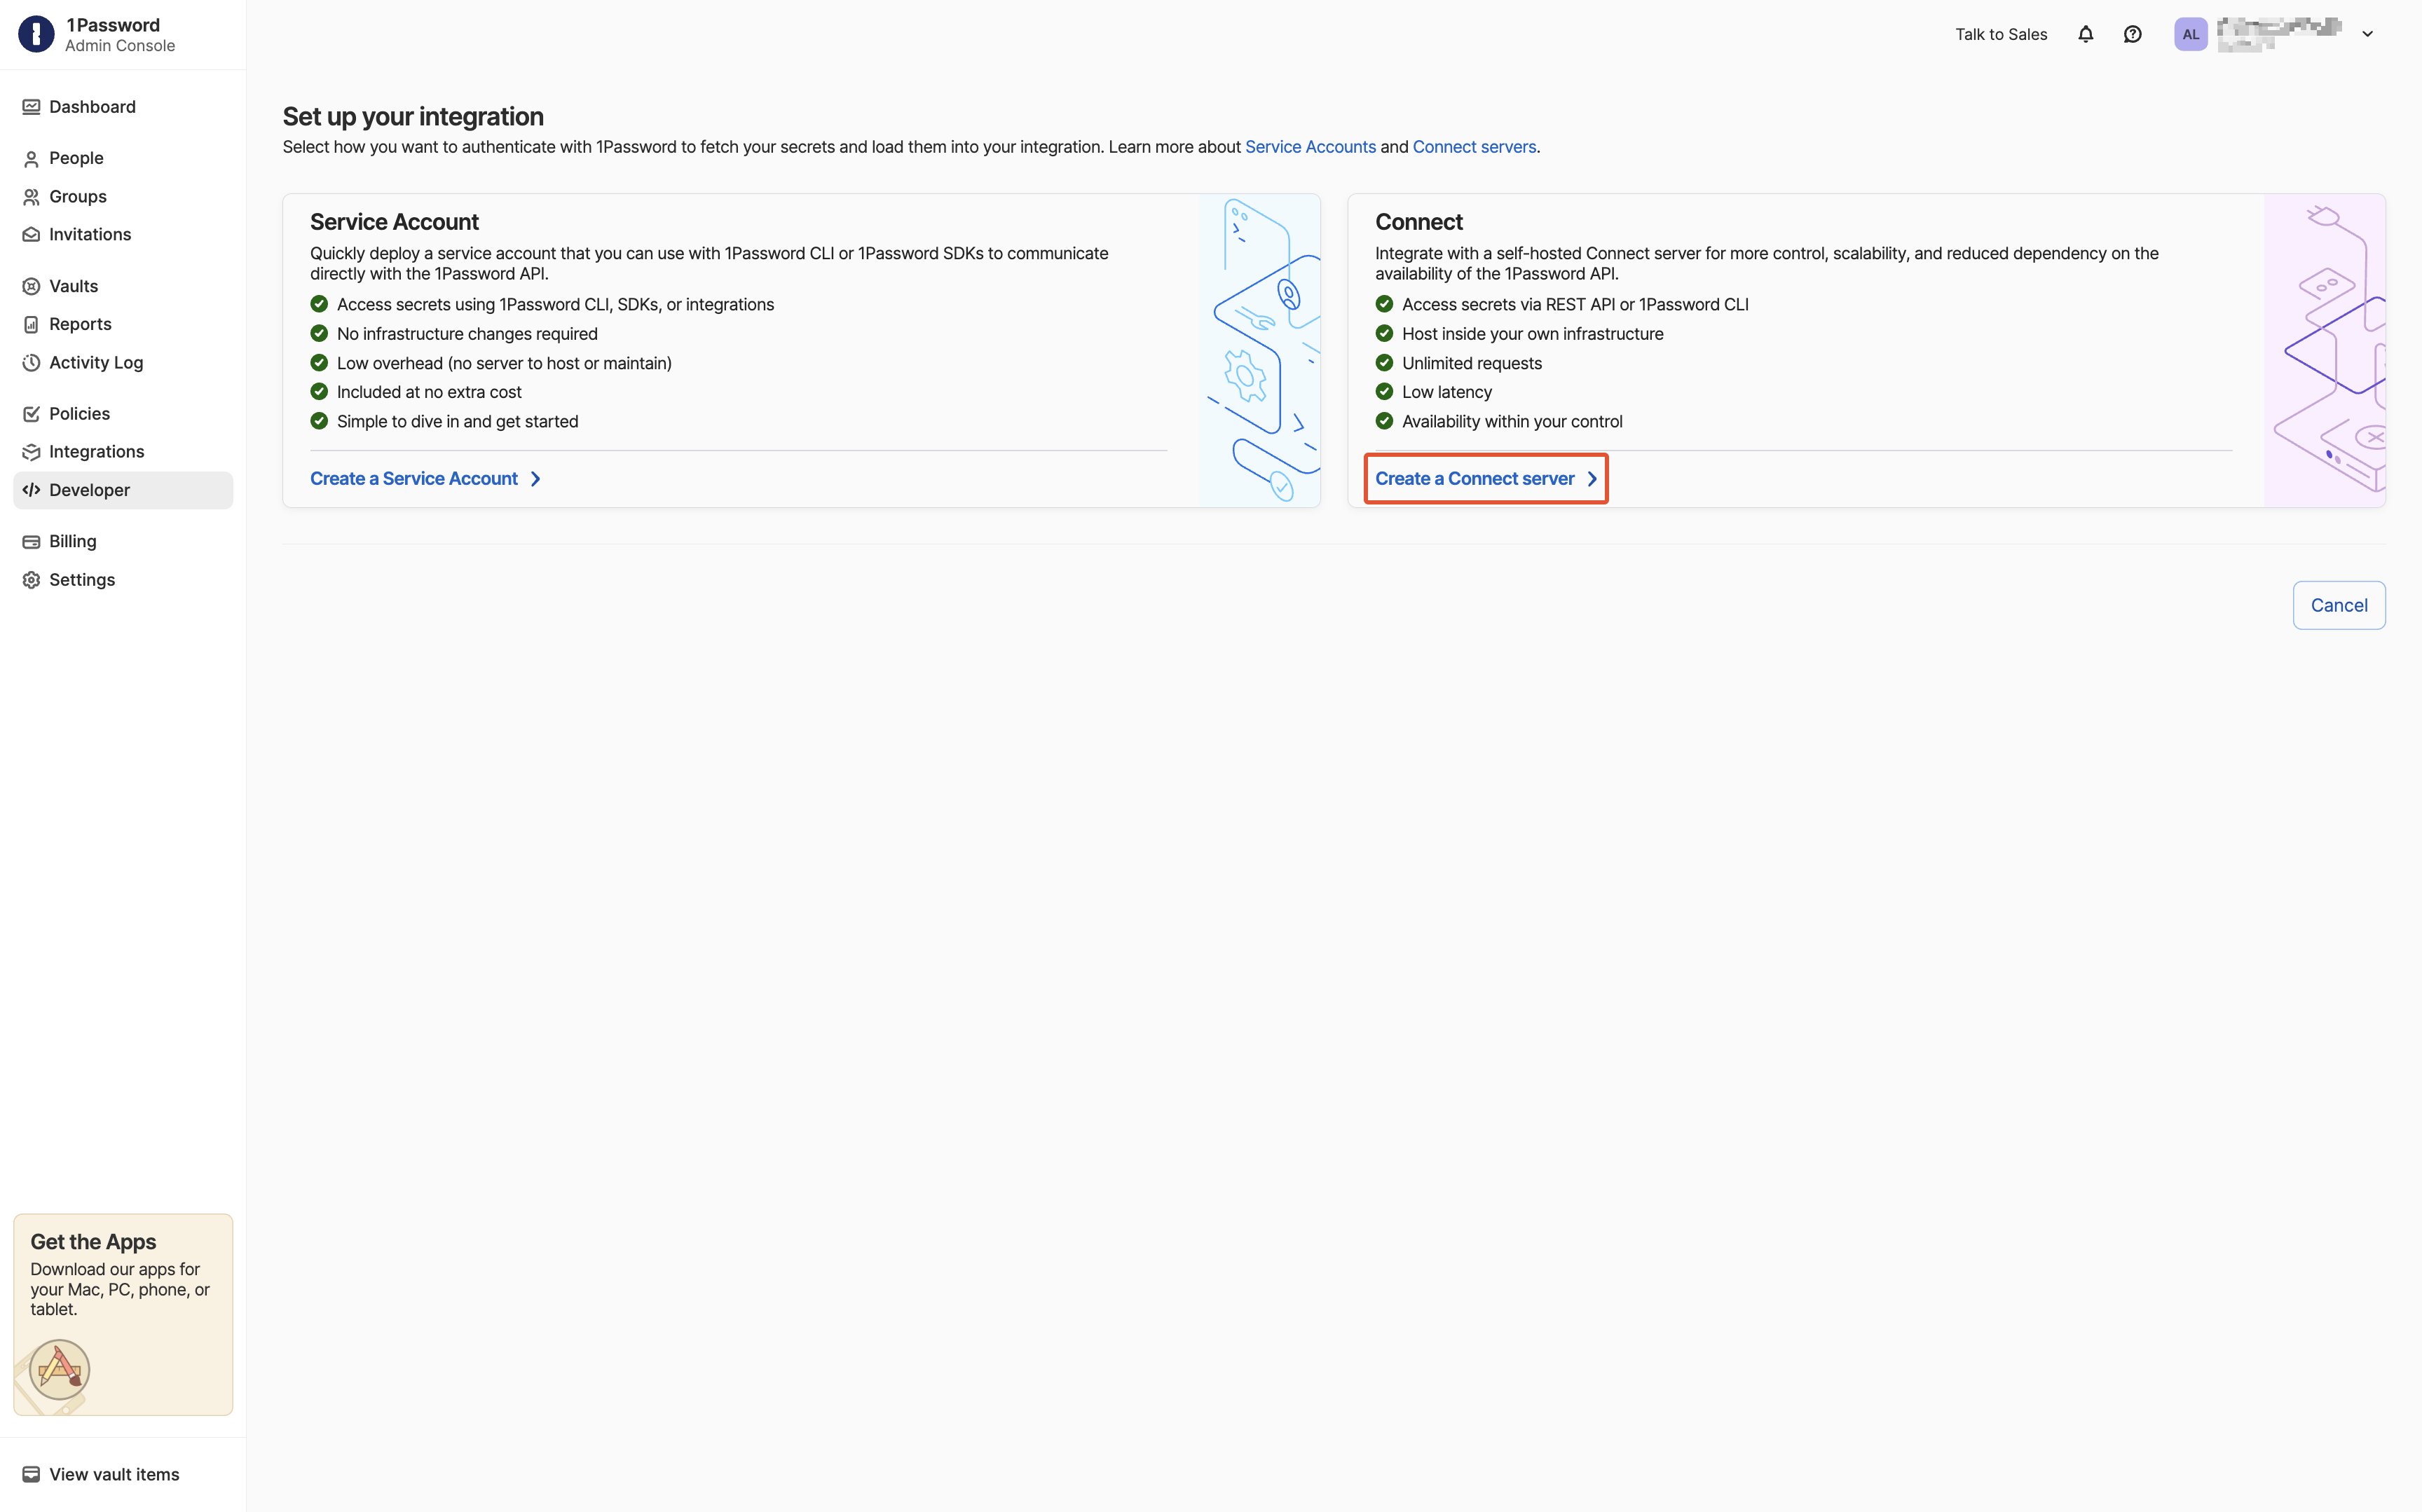 1Password
Admin Console
Talk to Sales
AL
Dashboard
People
Groups
Invitations
Vaults
Reports
Activity Log
Policies
Integrations
Developer
Billing
Settings
Set up your integration
Select how you want to authenticate with 1Password to fetch your secrets and load them into your integration. Learn more about Service Accounts and Connect servers.
Service Account
Quickly deploy a service account that you can use with 1Password CLI or 1Password SDKs to communicate
directly with the 1Password API.
Access secrets using 1Password CLI, SDKs, or integrations
No infrastructure changes required
Low overhead (no server to host or maintain)
Included at no extra cost
Simple to dive in and get started
Create a Service Account
Connect
Integrate with a self-hosted Connect server for more control, scalability, and reduced dependency on the
availability of the 1Password API.
Access secrets via REST API or 1Password CLI
Host inside your own infrastructure
Unlimited requests
Low latency
Availability within your control
Create a Connect server
Cancel
Get the Apps
Download our apps for
your Mac, PC, phone, or
tablet.
View vault items